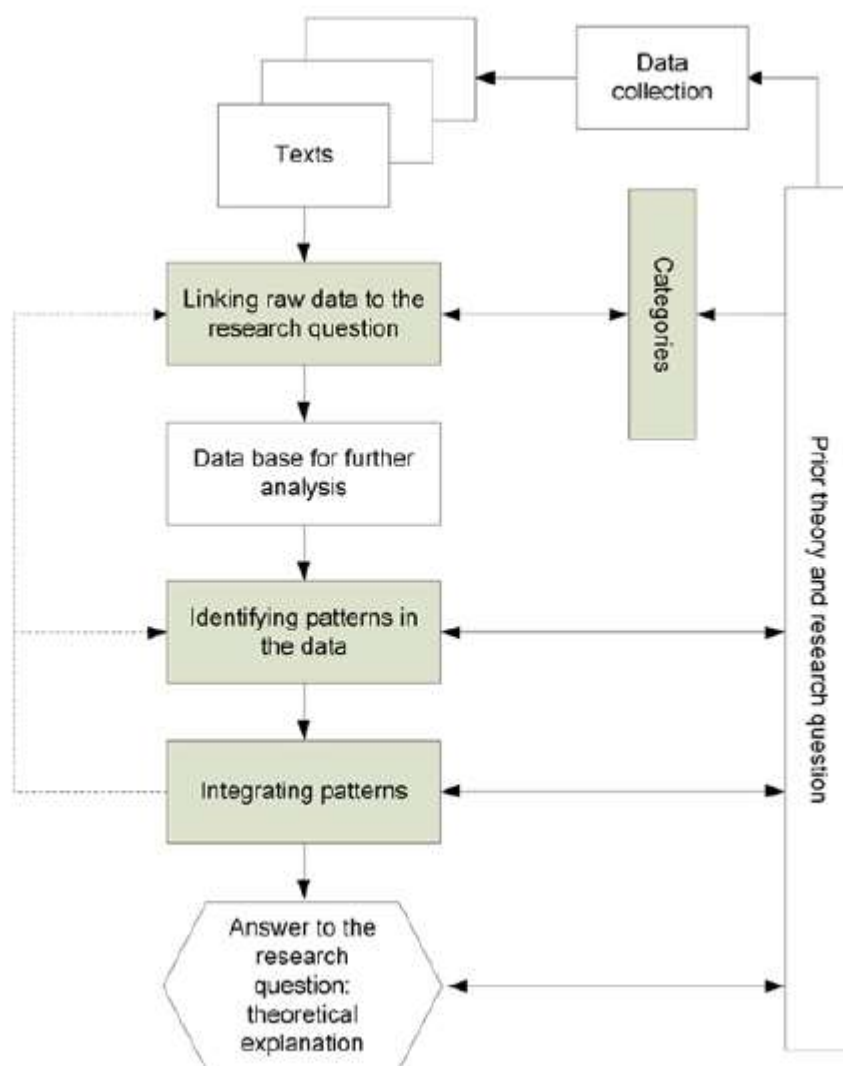 Data
collection
Texts
Categories
Linking raw data to the
research question
Data base for further
analysis
Prior theory and research question
Identifying patterns in
the data
Integrating patterns
Answer to the
research
question:
theoretical
explanation